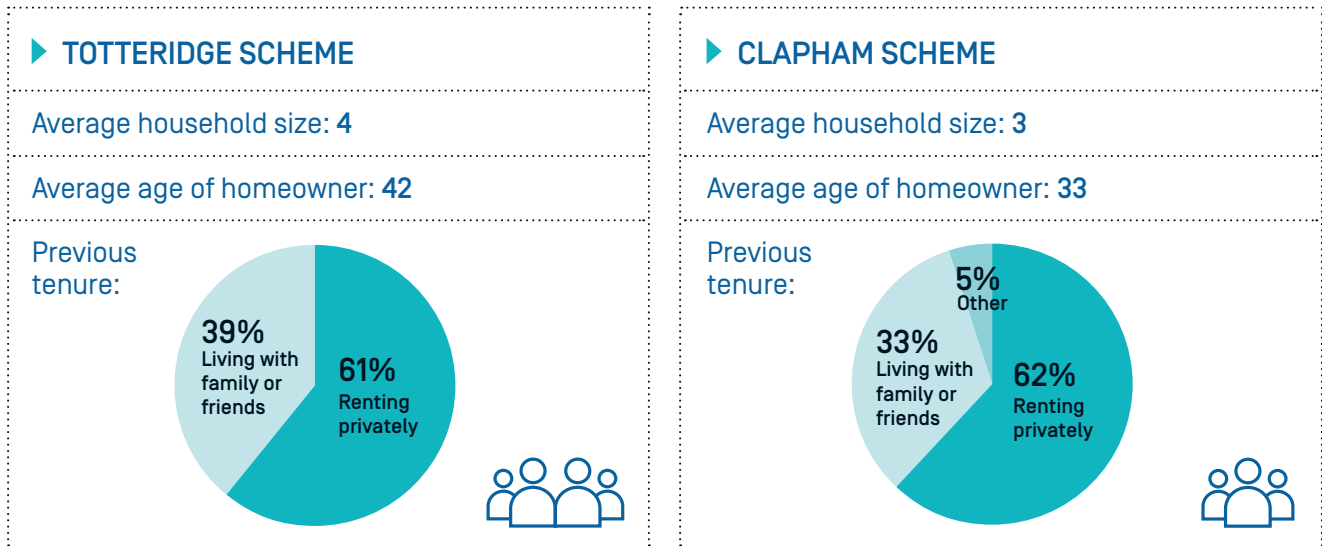 TOTTERIDGE SCHEME
Average household size: 4
Average age of homeowner: 42
Previous
tenure:
39%
Living with
family or
friends
61%
Renting
privately
CLAPHAM SCHEME
Average household size: 3
Average age of homeowner: 33
Previous
tenure:
5%
Other
33%
Living with
family or
friends
62%
Renting
privately